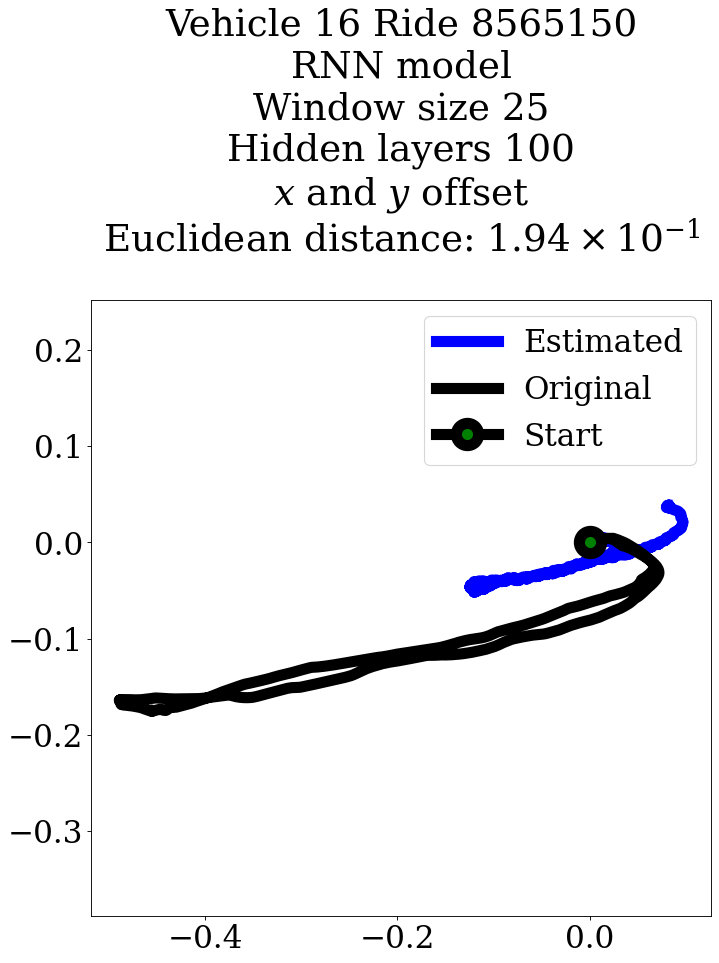 Vehicle 16 Ride 8565150
RNN model
Window size 25
Hidden layers 100
x and y offset
Euclidean distance: 1.94 × 10⁻¹
Estimated
Original
Start
0.2
0.1
0.0
−0.1
−0.2
−0.3
−0.4 −0.2 0.0